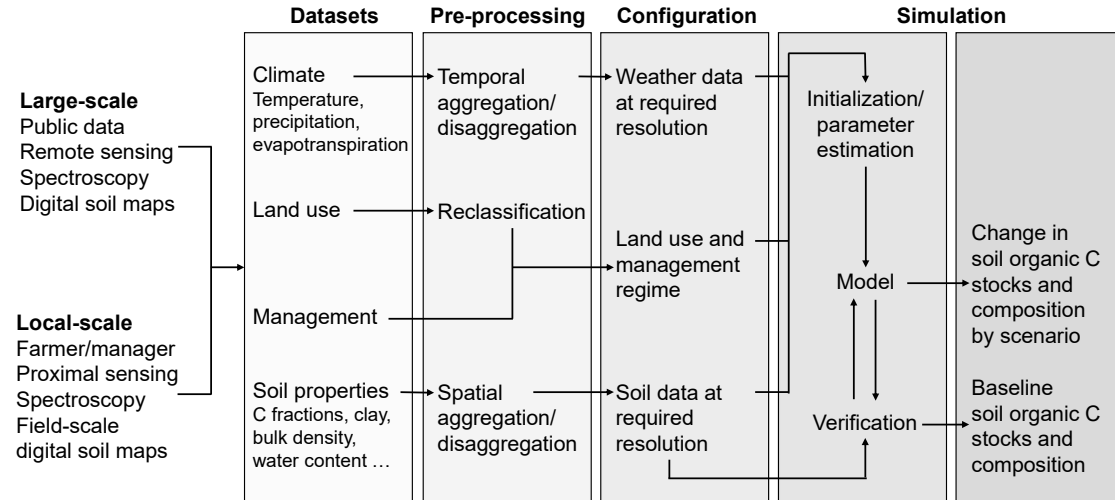 Datasets
Pre-processing
Configuration
Simulation
Large-scale
Public data
Remote sensing
Spectroscopy
Digital soil maps
Local-scale
Farmer/manager
Proximal sensing
Spectroscopy
Field-scale
digital soil maps
Climate
Temperature,
precipitation,
evapotranspiration
Land use
Management
Soil properties
C fractions, clay,
bulk density,
water content …
Temporal
aggregation/
disaggregation
Reclassification
Spatial
aggregation/
disaggregation
Weather data
at required
resolution
Land use and
management
regime
Soil data at
required
resolution
Initialization/
parameter
estimation
Model
Verification
Change in
soil organic C
stocks and
composition
by scenario
Baseline
soil organic C
stocks and
composition